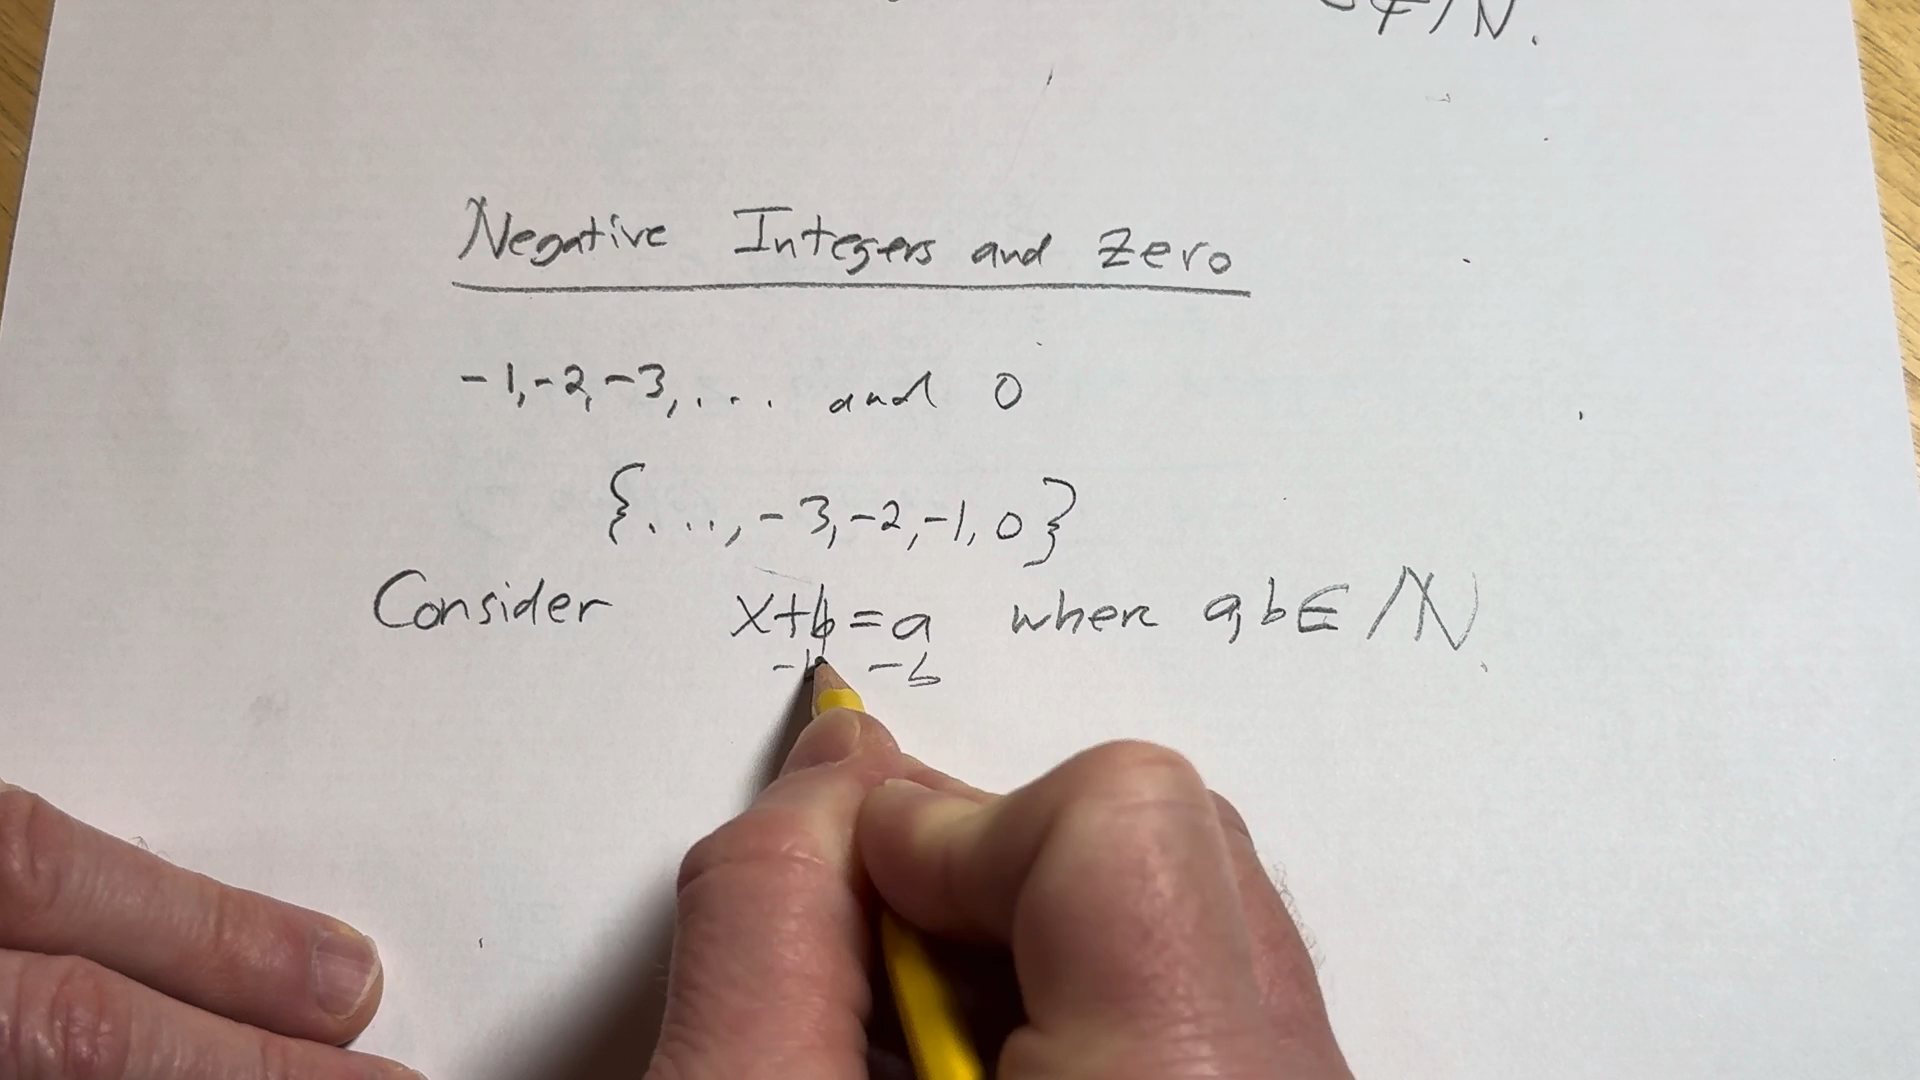 ∉ ℕ.
Negative Integers and Zero
-1, -2, -3, ... and 0
{..., -3, -2, -1, 0}
Consider x+b=a where a,b∈ℕ.
-b -b